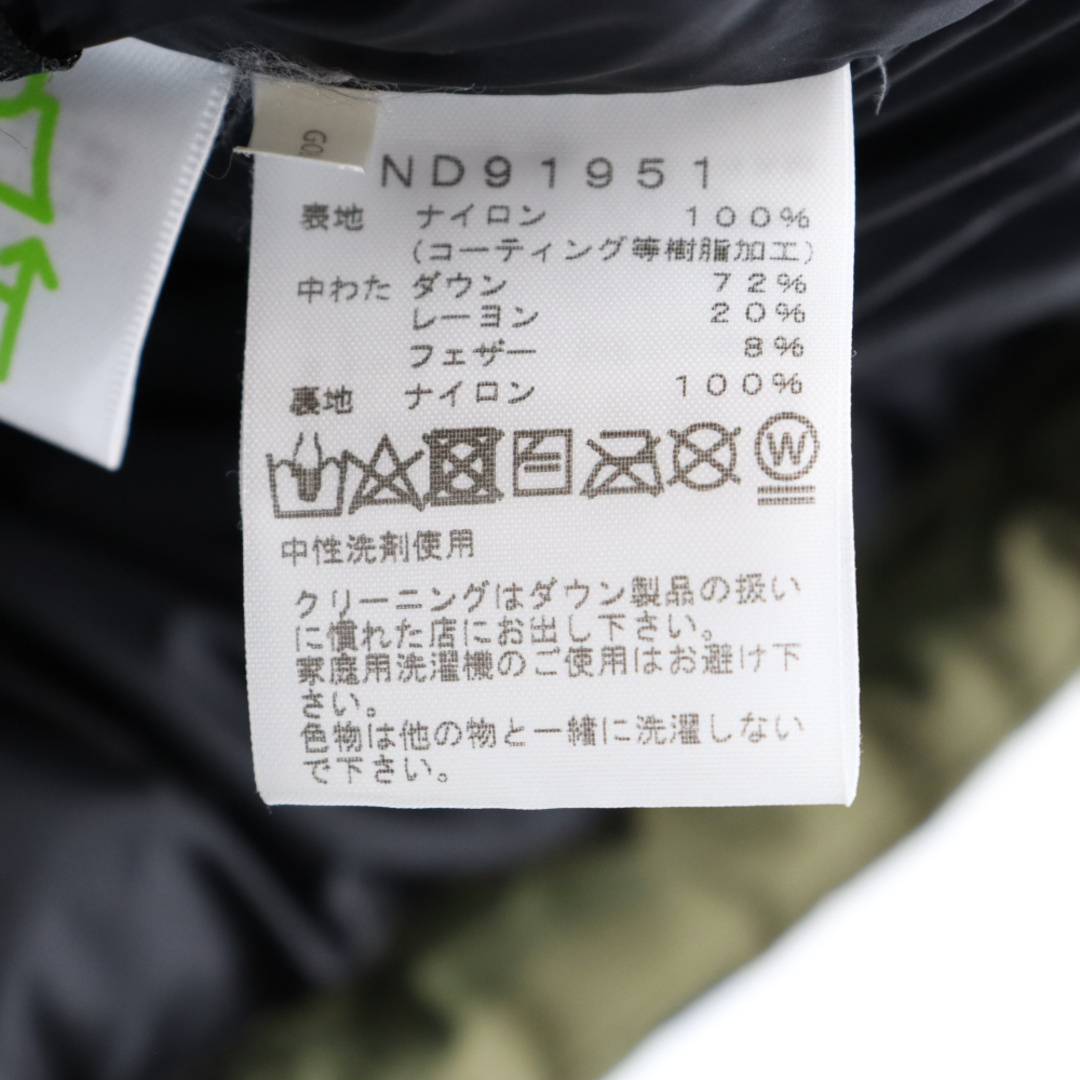 GO
ND91951
表地 ナイロン 100%
(コーティング等樹脂加工)
中わた ダウン 72%
レーヨン 20%
フェザー 8%
裏地 ナイロン 100%
W
中性洗剤使用
クリーニングはダウン製品の扱い
に慣れた店にお出し下さい。
家庭用洗濯機のご使用はお避け下
さい。
色物は他の物と一緒に洗濯しない
で下さい。